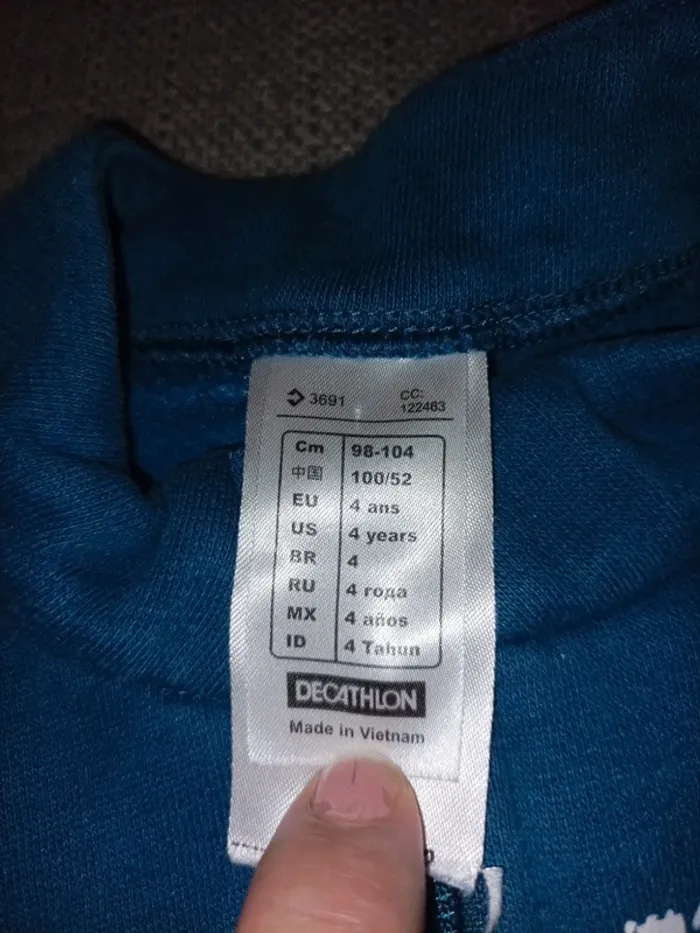 3691 CC:
122463
Cm 98-104
中国 100/52
EU 4 ans
US 4 years
BR 4
RU 4 года
MX 4 años
ID 4 Tahun
DECATHLON
Made in Vietnam